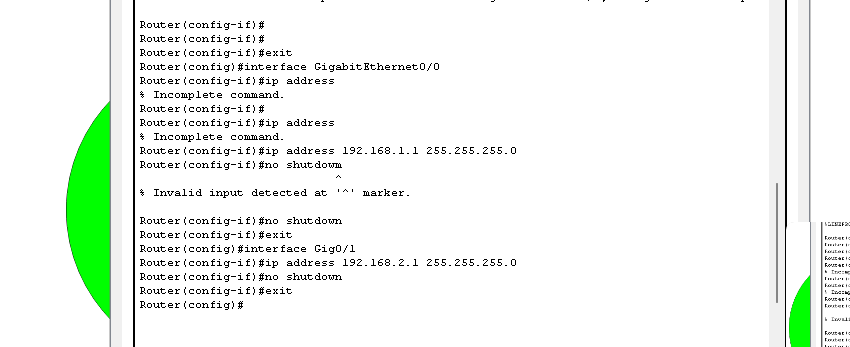 Router(config-if)#
Router(config-if)#
Router(config-if)#exit
Router(config)#interface GigabitEthernet0/0
Router(config-if)#ip address
% Incomplete command.
Router(config-if)#
Router(config-if)#ip address
% Incomplete command.
Router(config-if)#ip address 192.168.1.1 255.255.255.0
Router(config-if)#no shutdowm
^
% Invalid input detected at '^' marker.
Router(config-if)#no shutdown
Router(config-if)#exit
Router(config)#interface Gig0/1
Router(config-if)#ip address 192.168.2.1 255.255.255.0
Router(config-if)#no shutdown
Router(config-if)#exit
Router(config)#